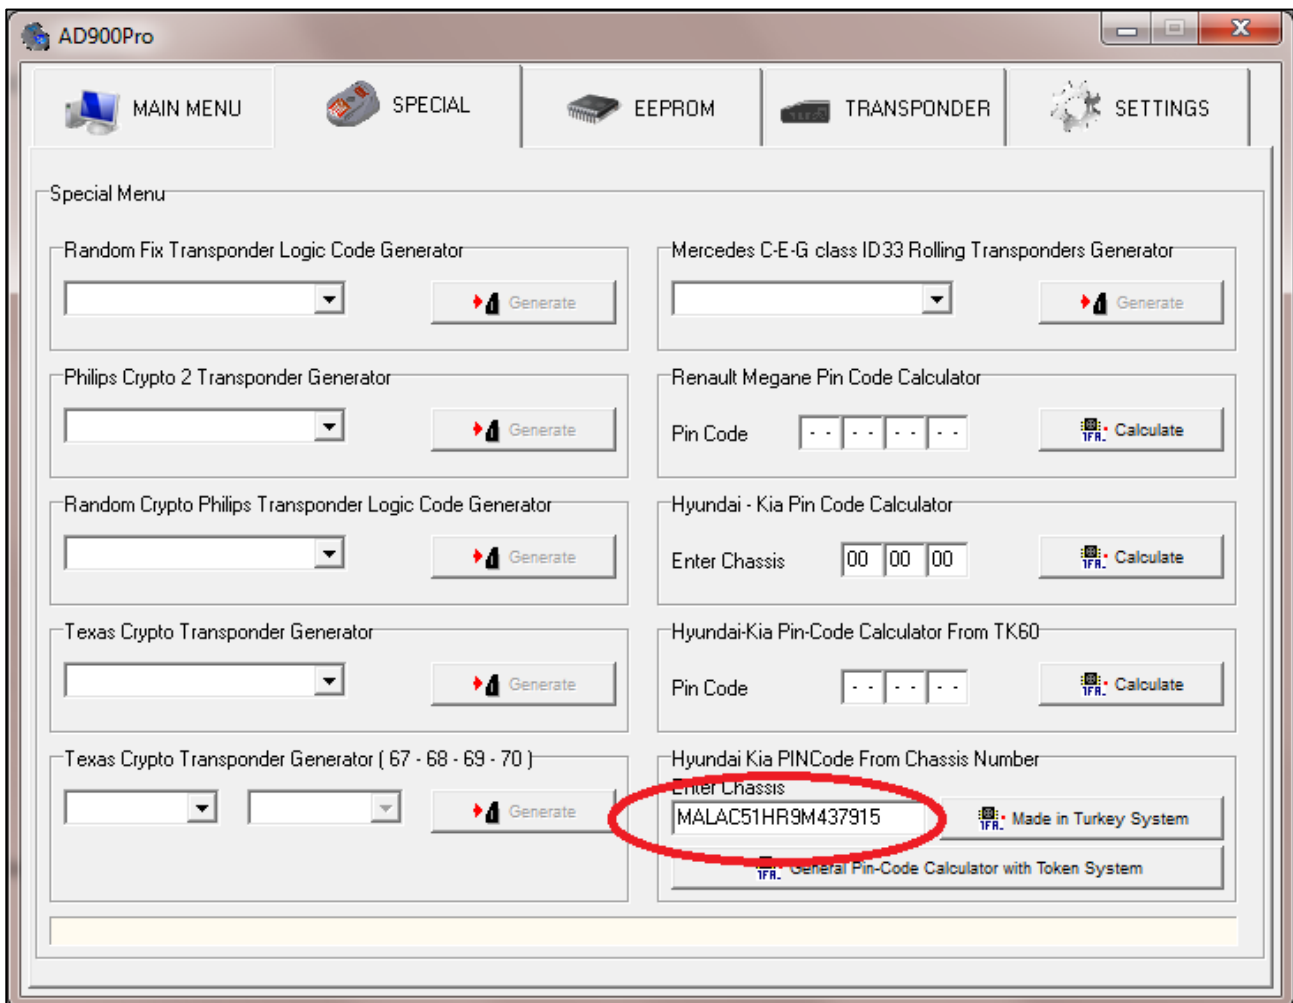 AD900Pro
MAIN MENU
SPECIAL
EEPROM
TRANSPONDER
SETTINGS
Special Menu
Random Fix Transponder Logic Code Generator
Generate
Mercedes C-E-G class ID33 Rolling Transponders Generator
Generate
Philips Crypto 2 Transponder Generator
Generate
Renault Megane Pin Code Calculator
Pin Code
- - - - - - - -
Calculate
Random Crypto Philips Transponder Logic Code Generator
Generate
Hyundai - Kia Pin Code Calculator
Enter Chassis
00 00 00
Calculate
Texas Crypto Transponder Generator
Generate
Hyundai-Kia Pin-Code Calculator From TK60
Pin Code
- - - - - -
Calculate
Texas Crypto Transponder Generator ( 67 - 68 - 69 - 70 )
Generate
Hyundai Kia PINCode From Chassis Number
Enter Chassis
MALAC51HR9M437915
Made in Turkey System
General Pin-Code Calculator with Token System